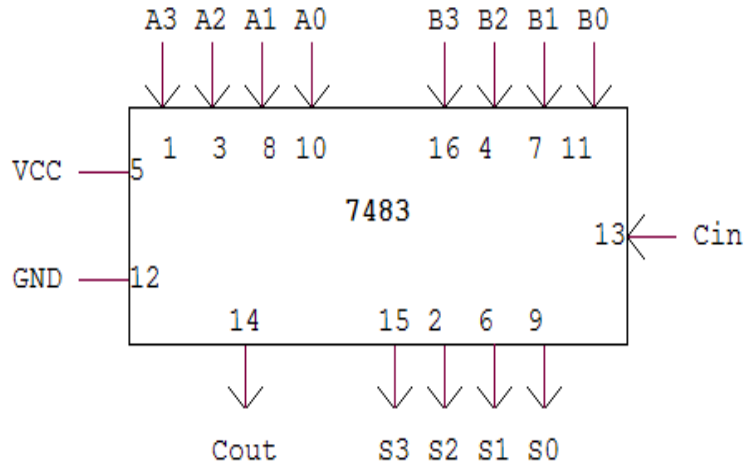 A3 A2 A1 A0 B3 B2 B1 B0
1 3 8 10 16 4 7 11
VCC 5
7483
13 Cin
GND 12
14 15 2 6 9
Cout S3 S2 S1 S0